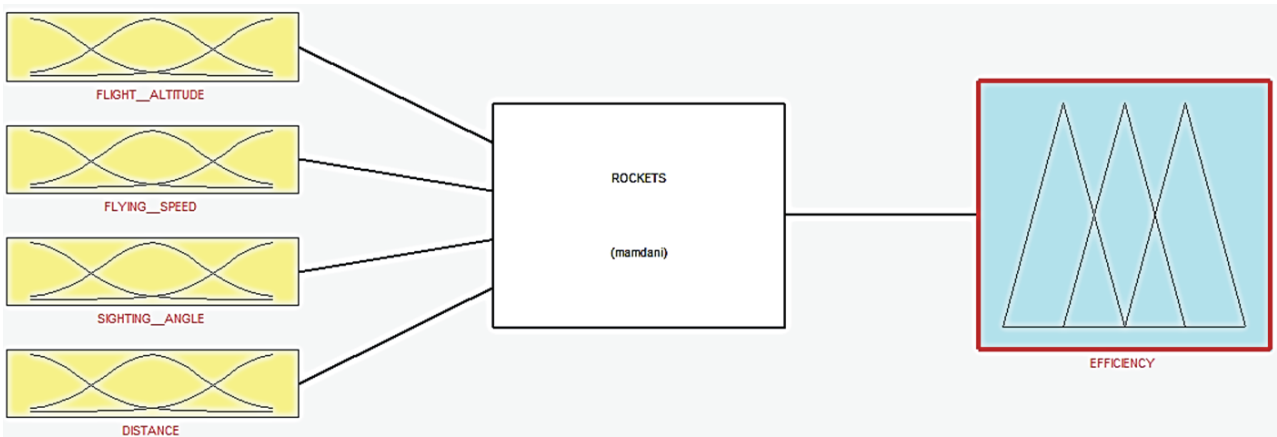 FLIGHT__ALTITUDE
FLYING__SPEED
SIGHTING__ANGLE
DISTANCE
ROCKETS
(mamdani)
EFFICIENCY